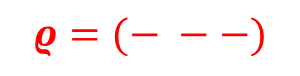 𝝔 = (− − −)